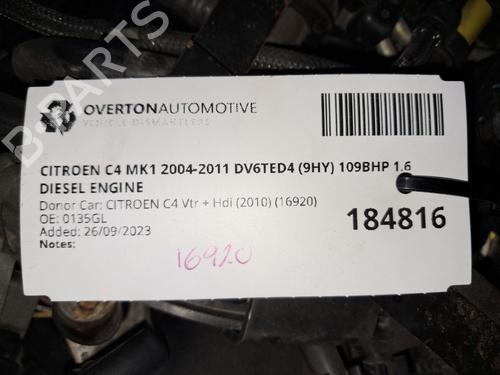 OVERTONAUTOMOTIVE
VEHICLE DISMANTLERS
CITROEN C4 MK1 2004-2011 DV6TED4 (9HY) 109BHP 1.6
DIESEL ENGINE
Donor Car: CITROEN C4 Vtr + Hdi (2010) (16920)
OE: 0135GL
Added: 26/09/2023
Notes:
184816
16920
B-PARTS